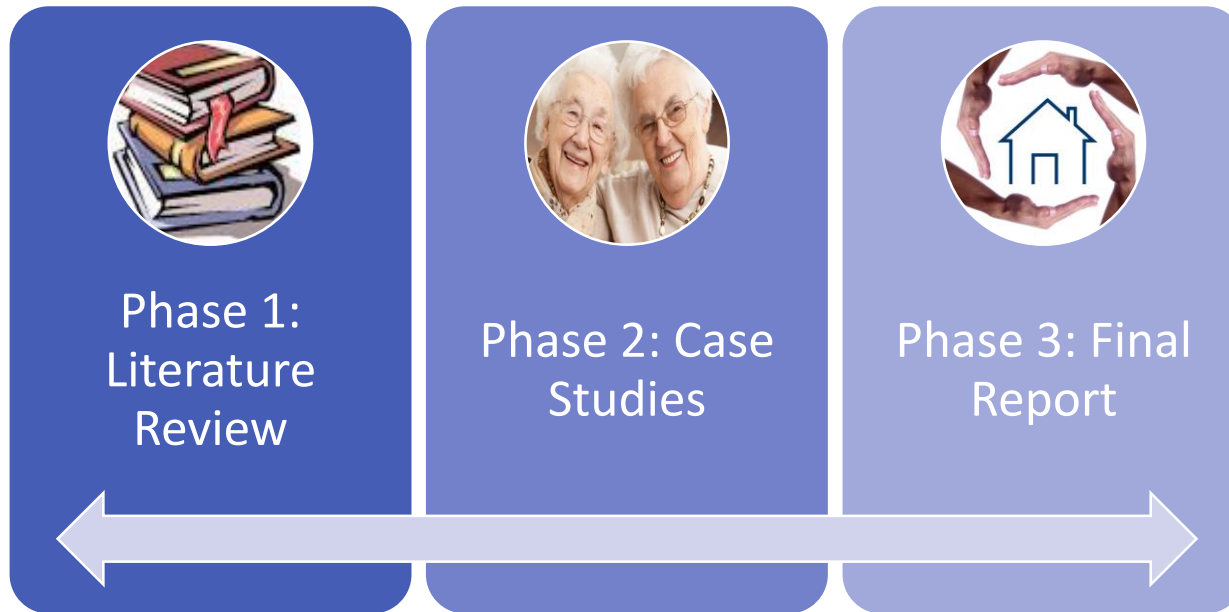 Phase 1:
Literature
Review
Phase 2: Case
Studies
Phase 3: Final
Report